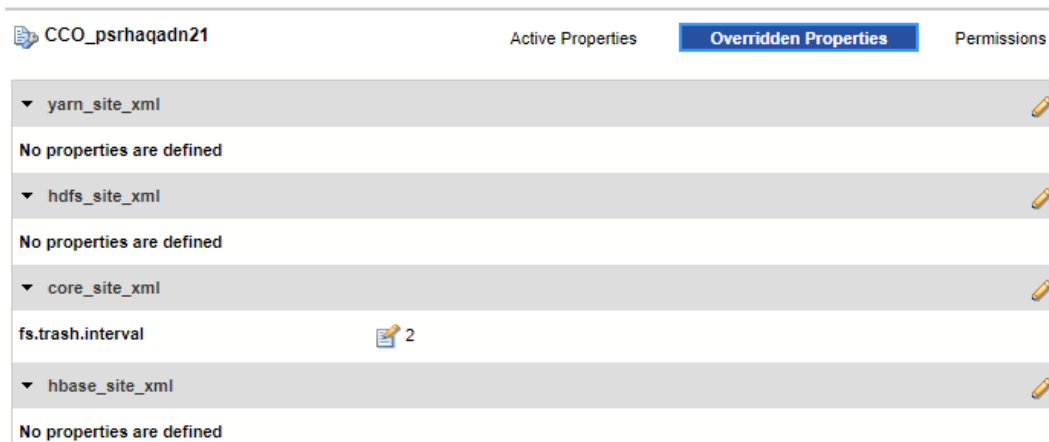 CCO_psrhaqadn21 Active Properties Overridden Properties Permissions
yarn_site_xml
No properties are defined
hdfs_site_xml
No properties are defined
core_site_xml
fs.trash.interval 2
hbase_site_xml
No properties are defined